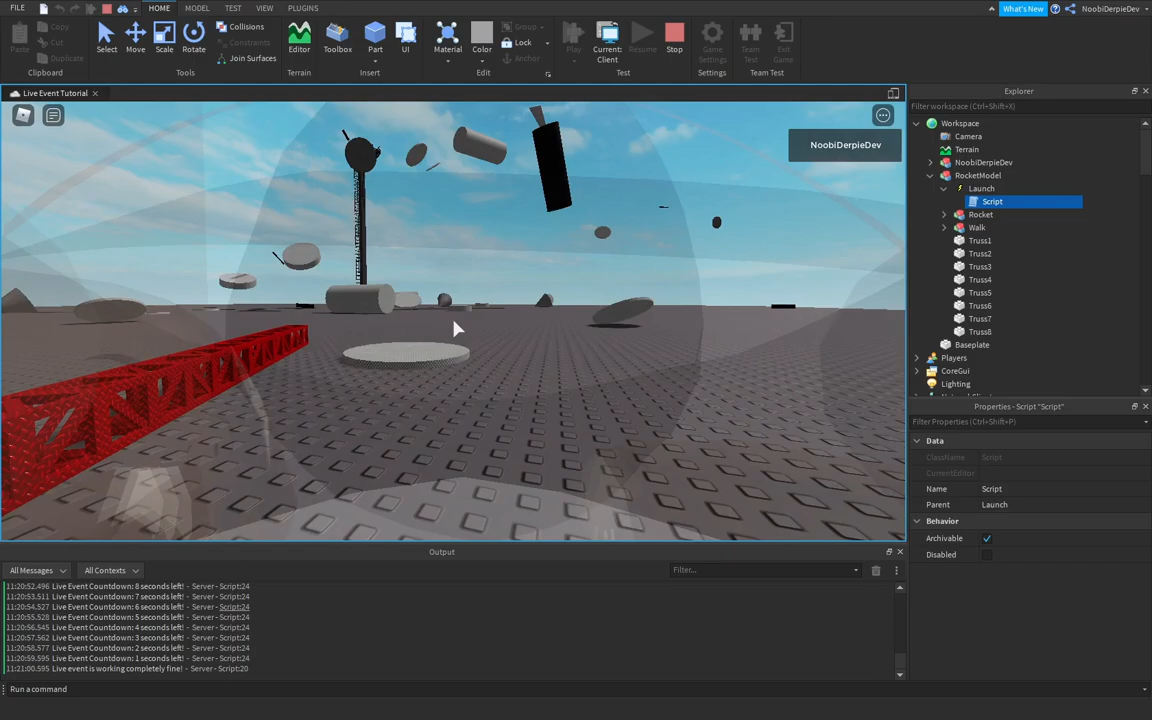 FILE HOME MODEL TEST VIEW PLUGINS What's New NoobiDerpieDev
Paste Copy Cut Duplicate Select Move Scale Rotate Collisions Constraints Join Surfaces Editor Toolbox Part UI Material Color Group Lock Anchor Play Current: Client Resume Stop Game Settings Team Test Exit Game
Clipboard Tools Terrain Insert Edit Test Settings Team Test
Live Event Tutorial
NoobiDerpieDev
Explorer
Filter workspace (Ctrl+Shift+X)
Workspace
Camera
Terrain
NoobiDerpieDev
RocketModel
Launch
Script
Rocket
Walk
Truss1
Truss2
Truss3
Truss4
Truss5
Truss6
Truss7
Truss8
Baseplate
Players
CoreGui
Lighting
Properties - Script "Script"
Filter Properties (Ctrl+Shift+P)
Data
ClassName Script
CurrentEditor
Name Script
Parent Launch
Behavior
Archivable
Disabled
Output
All Messages All Contexts Filter...
11:20:52.496 Live Event Countdown: 8 seconds left! - Server - Script:24
11:20:53.511 Live Event Countdown: 7 seconds left! - Server - Script:24
11:20:54.527 Live Event Countdown: 6 seconds left! - Server - Script:24
11:20:55.528 Live Event Countdown: 5 seconds left! - Server - Script:24
11:20:56.545 Live Event Countdown: 4 seconds left! - Server - Script:24
11:20:57.562 Live Event Countdown: 3 seconds left! - Server - Script:24
11:20:58.577 Live Event Countdown: 2 seconds left! - Server - Script:24
11:20:59.595 Live Event Countdown: 1 seconds left! - Server - Script:24
11:21:00.595 Live event is working completely fine! - Server - Script:20
Run a command